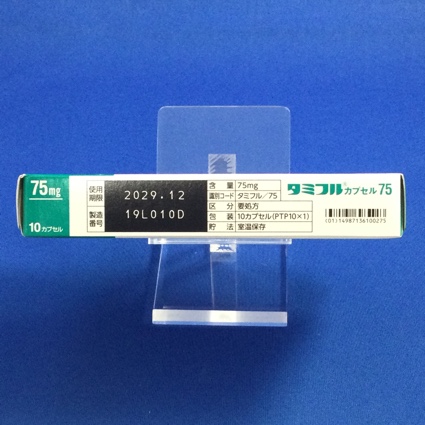 75mg
10カプセル
使用期限 2029.12
製造番号 19L010D
含量 75mg
識別コード タミフル/75
区分 要処方
包装 10カプセル(PTP10×1)
貯法 室温保存
タミフル®カプセル75
(01)14987136100275